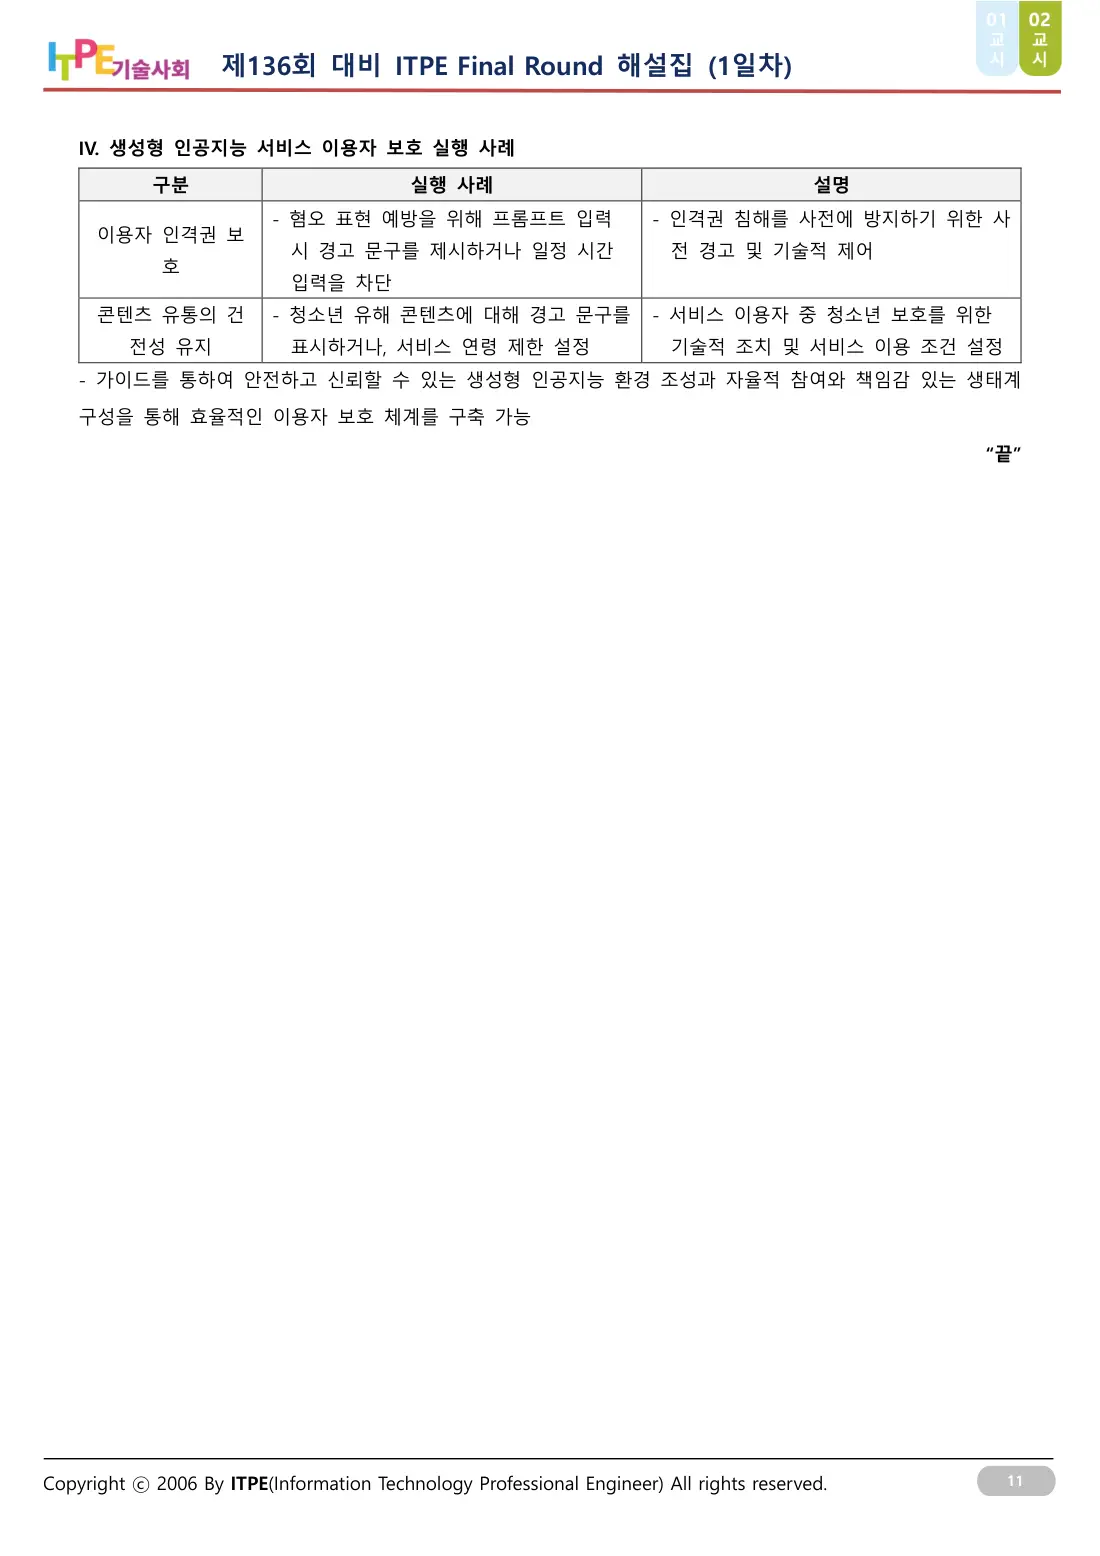 01
교
시
02
교
시
ITPE기술사회
제136회 대비 ITPE Final Round 해설집 (1일차)
IV. 생성형 인공지능 서비스 이용자 보호 실행 사례
구분
실행 사례
설명
이용자 인격권 보
호
- 혐오 표현 예방을 위해 프롬프트 입력
시 경고 문구를 제시하거나 일정 시간
입력을 차단
- 인격권 침해를 사전에 방지하기 위한 사
전 경고 및 기술적 제어
콘텐츠 유통의 건
전성 유지
- 청소년 유해 콘텐츠에 대해 경고 문구를
표시하거나, 서비스 연령 제한 설정
- 서비스 이용자 중 청소년 보호를 위한
기술적 조치 및 서비스 이용 조건 설정
- 가이드를 통하여 안전하고 신뢰할 수 있는 생성형 인공지능 환경 조성과 자율적 참여와 책임감 있는 생태계
구성을 통해 효율적인 이용자 보호 체계를 구축 가능
“끝”
Copyright ⓒ 2006 By ITPE(Information Technology Professional Engineer) All rights reserved.
11